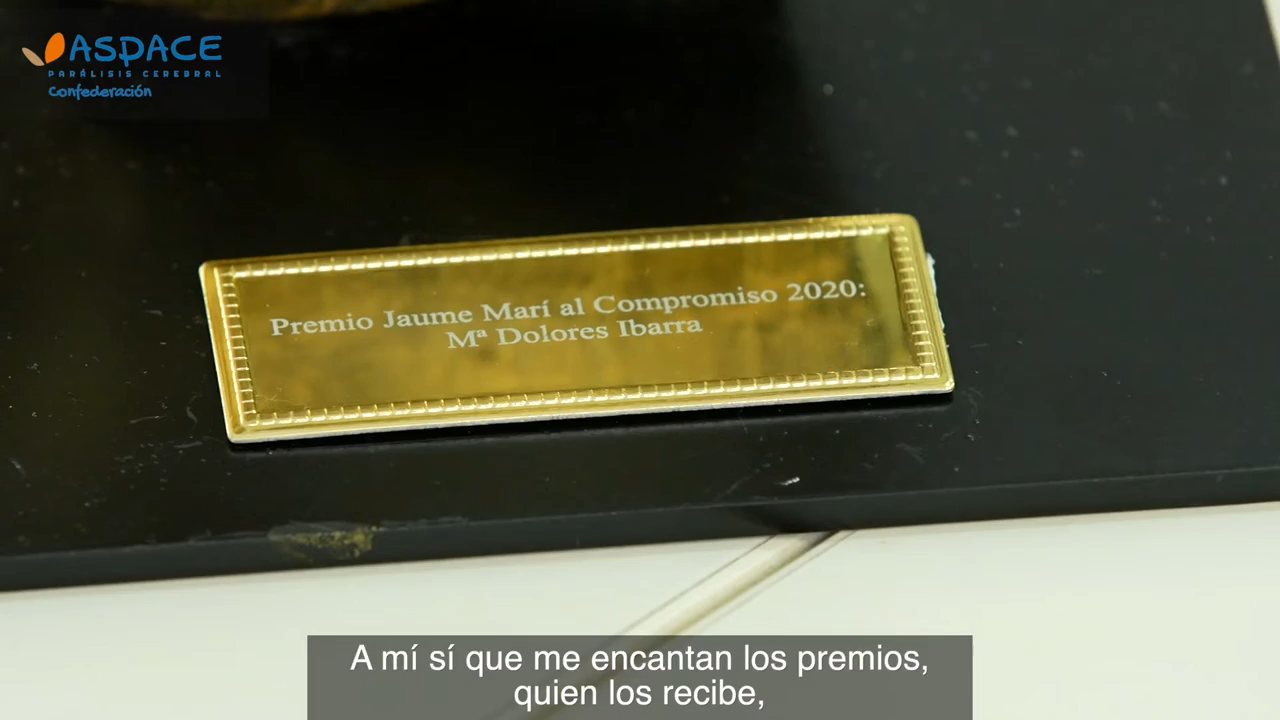 ASPACE
PARÁLISIS CEREBRAL
Confederación
Premio Jaume Marí al Compromiso 2020:
Mª Dolores Ibarra
A mí sí que me encantan los premios,
quien los recibe,